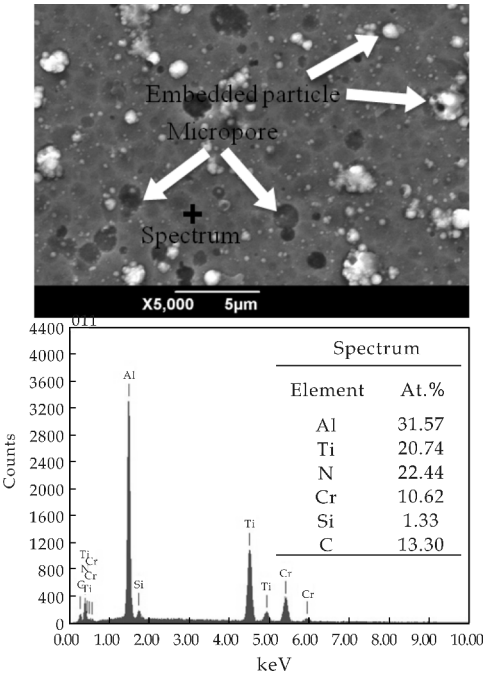 Embedded particle
Micropore
Spectrum
X5,000 5μm
011
4400
4000
3600
3200
2800
2400
2000
1600
1200
800
400
0
Counts
Al
Ti
N Cr
Cr
C Ti
Si
Ti
Ti
Cr
Cr
Spectrum
Element At.%
Al 31.57
Ti 20.74
N 22.44
Cr 10.62
Si 1.33
C 13.30
0.00 1.00 2.00 3.00 4.00 5.00 6.00 7.00 8.00 9.00 10.00
keV